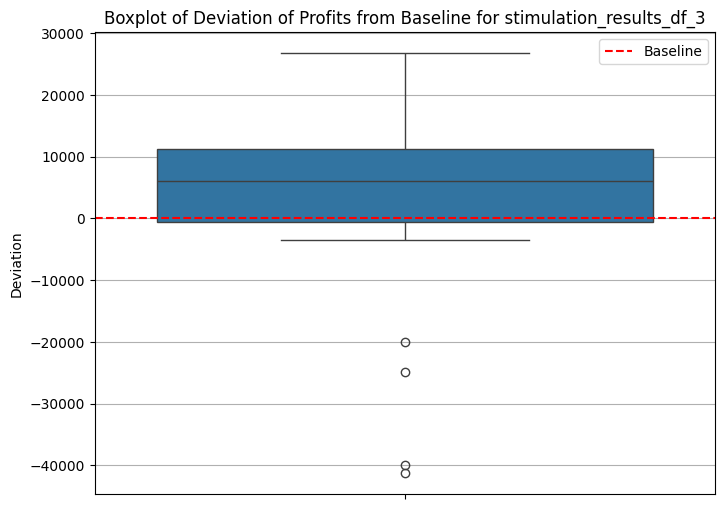 Boxplot of Deviation of Profits from Baseline for stimulation_results_df_3
Baseline
Deviation
30000
20000
10000
0
−10000
−20000
−30000
−40000